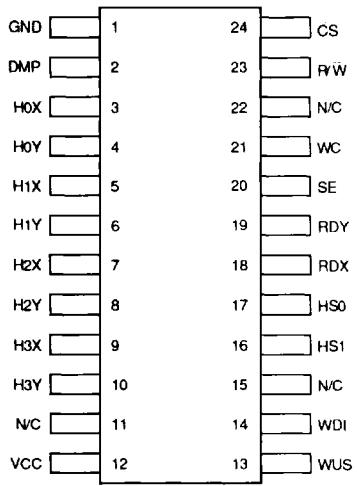 GND 1 24 CS
DMP 2 23 R/W̅
H0X 3 22 N/C
H0Y 4 21 WC
H1X 5 20 SE
H1Y 6 19 RDY
H2X 7 18 RDX
H2Y 8 17 HS0
H3X 9 16 HS1
H3Y 10 15 N/C
N/C 11 14 WDI
VCC 12 13 WUS